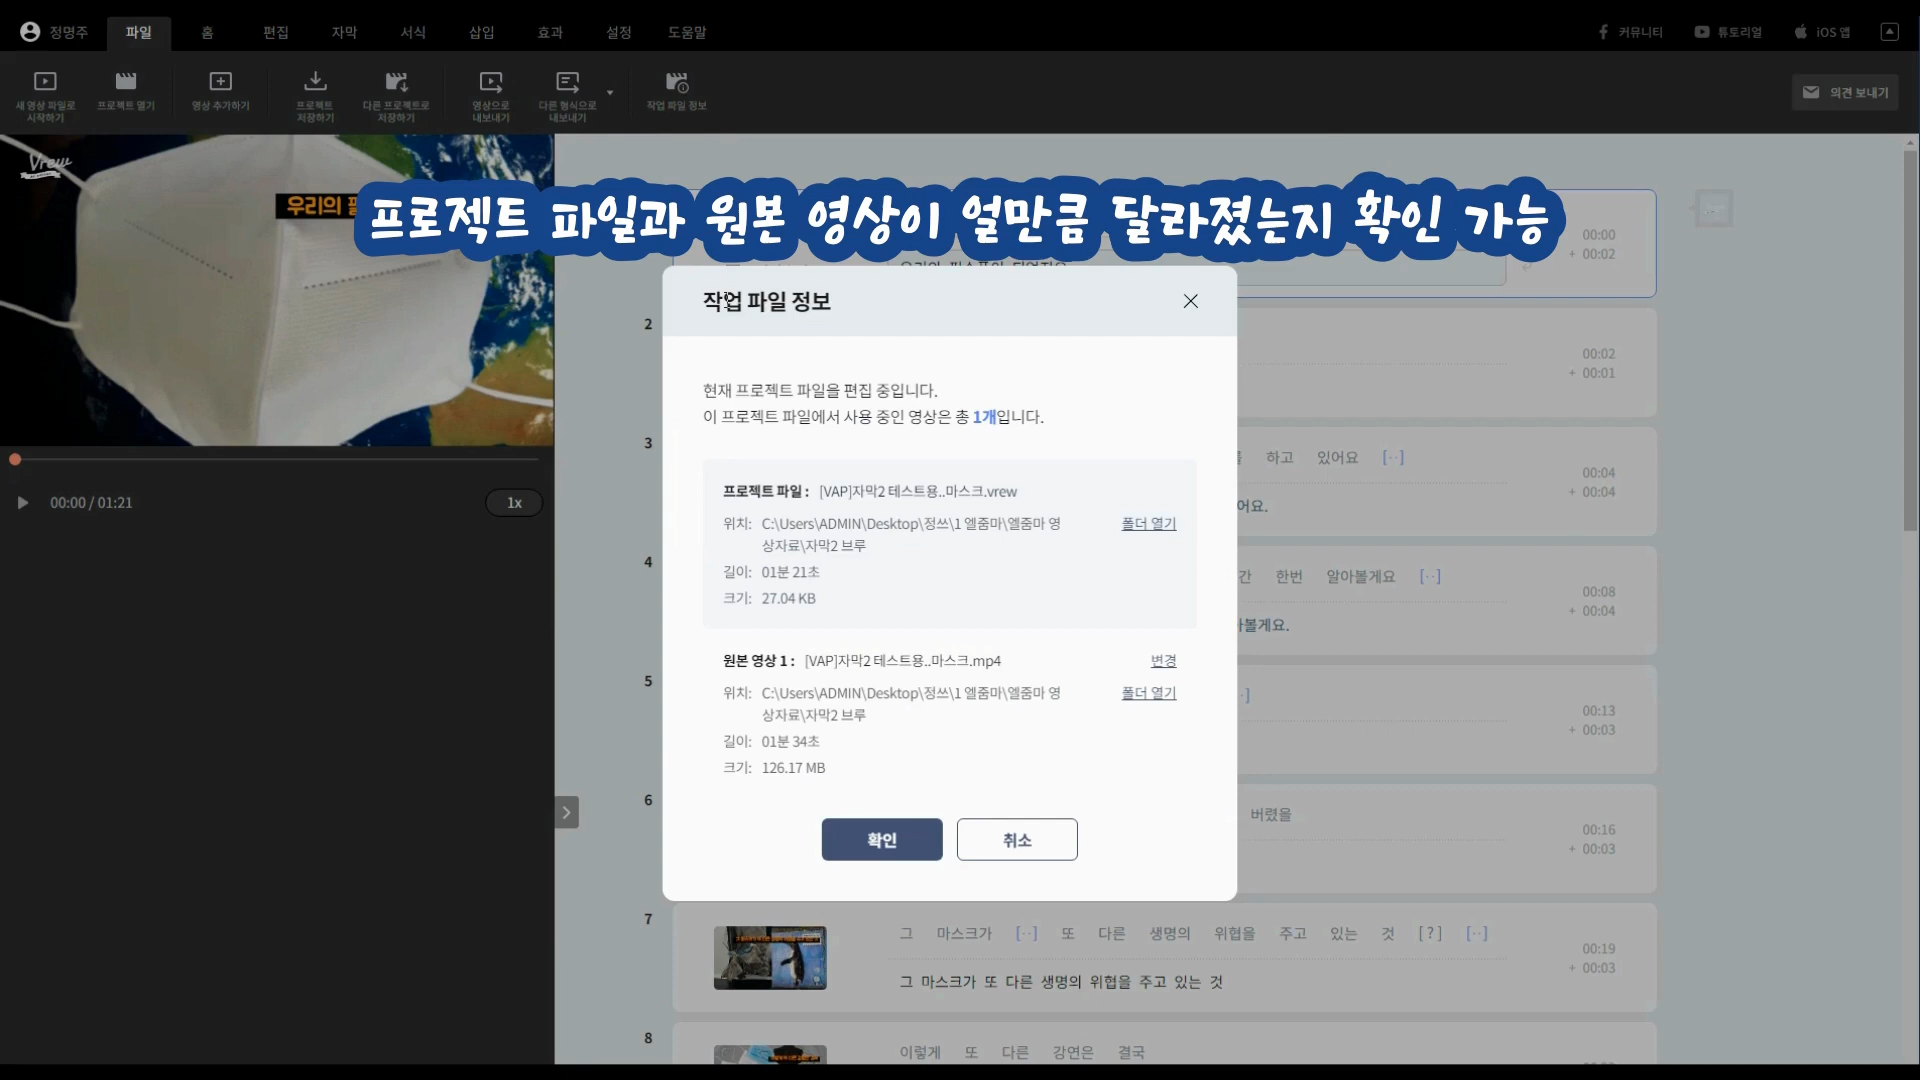 정명주 파일 홈 편집 자막 서식 삽입 효과 설정 도움말 커뮤니티 튜토리얼 iOS 앱
새 영상 파일로 시작하기 프로젝트 열기 영상 추가하기 프로젝트 저장하기 다른 프로젝트로 저장하기 영상으로 내보내기 다른 형식으로 내보내기 작업 파일 정보 의견 보내기
Vrew
우리의 필
프로젝트 파일과 원본 영상이 얼만큼 달라졌는지 확인 가능
00:00
+ 00:02
작업 파일 정보
현재 프로젝트 파일을 편집 중입니다.
이 프로젝트 파일에서 사용 중인 영상은 총 1개입니다.
프로젝트 파일 : [VAP]자막2 테스트용..마스크.vrew
위치: C:\Users\ADMIN\Desktop\정쓰\1 엘줌마\엘줌마 영 폴더 열기
상자료\자막2 브루
길이: 01분 21초
크기: 27.04 KB
원본 영상 1 : [VAP]자막2 테스트용..마스크.mp4 변경
위치: C:\Users\ADMIN\Desktop\정쓰\1 엘줌마\엘줌마 영 폴더 열기
상자료\자막2 브루
길이: 01분 34초
크기: 126.17 MB
확인 취소
00:00 / 01:21 1x
2
00:02
+ 00:01
3
하고 있어요 [··]
어요.
00:04
+ 00:04
4
간 한번 알아볼게요 [··]
볼게요.
00:08
+ 00:04
5
00:13
+ 00:03
6
버렸을
00:16
+ 00:03
7
그 마스크가 [··] 또 다른 생명의 위협을 주고 있는 것 [?] [··]
그 마스크가 또 다른 생명의 위협을 주고 있는 것
00:19
+ 00:03
8
이렇게 또 다른 강연은 결국